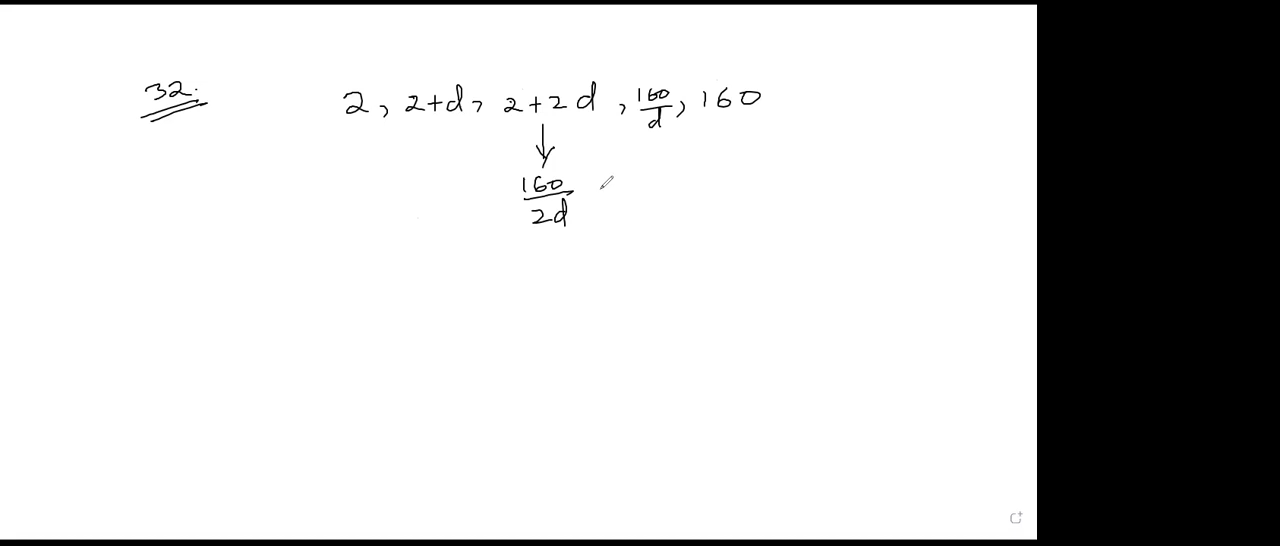 32.
2, 2+d, 2+2d, 160/d, 160
↓
160/2d